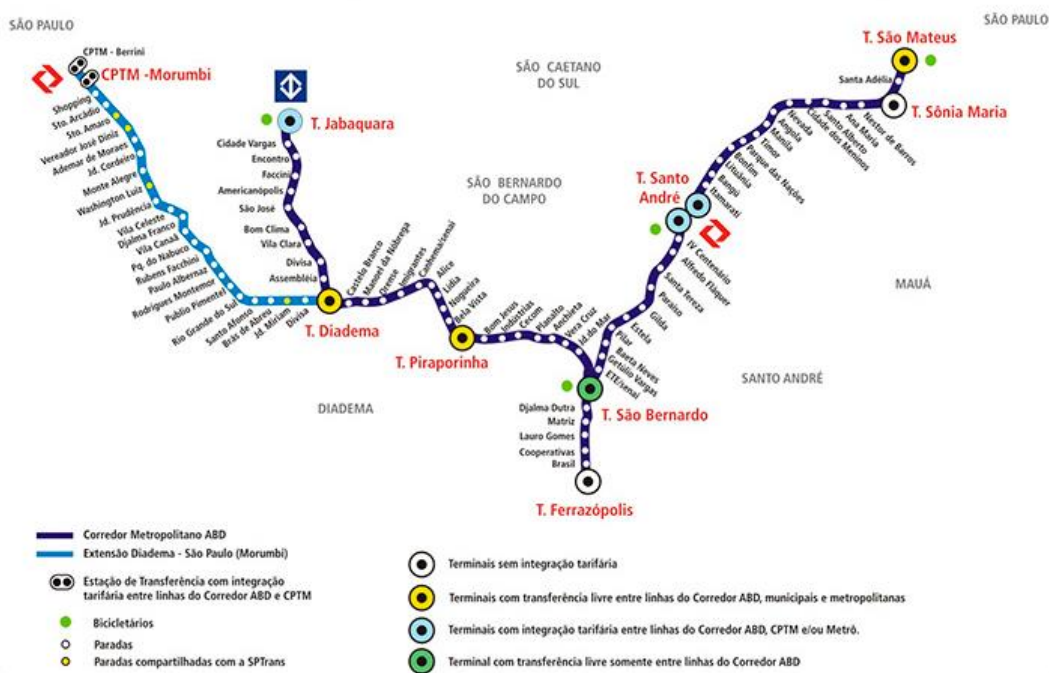 SÃO PAULO
CPTM - Berrini
CPTM -Morumbi
Shopping
Sto. Arcádio
Sto. Amaro
Vereador José Diniz
Ademar de Moraes
Jd. Cordeiro
Monte Alegre
Washington Luiz
Jd. Prudência
Vila Celeste
Djalma Franco
Vila Canaã
Pq. do Nabuco
Rubens Facchini
Paulo Albernaz
Rodrigues Montemor
Publio Pimentel
Rio Grande do Sul
Santo Afonso
Brás de Abreu
Jd. Miriam
Divisa
T. Jabaquara
Cidade Vargas
Encontro
Faccini
Americanópolis
São José
Bom Clima
Vila Clara
Divisa
Assembléia
T. Diadema
Castelo Branco
Manoel da Nóbrega
Orense
Imigrantes
Canhema/senai
Alice
Lídia
Nogueira
Bela Vista
T. Piraporinha
Bom Jesus
Indústrias
Cecom
Planalto
Anchieta
Vera Cruz
Jd.do Mar
T. São Bernardo
Djalma Dutra
Matriz
Lauro Gomes
Cooperativas
Brasil
T. Ferrazópolis
ETE/senai
Getúlio Vargas
Baeta Neves
Pilar
Estela
Gilda
Paraíso
Santa Tereza
Alfredo Flaquer
IV Centenário
T. Santo
André
Itamarati
Bangú
Lituânia
Bonfim
Parque das Nações
Timor
Manila
Angola
Nevada
Cidade dos Meninos
Santo Alberto
Ana Maria
Nestor de Barros
T. Sônia Maria
Santa Adélia
T. São Mateus
SÃO PAULO
SÃO CAETANO
DO SUL
SÃO BERNARDO
DO CAMPO
MAUÁ
SANTO ANDRÉ
DIADEMA
Corredor Metropolitano ABD
Extensão Diadema - São Paulo (Morumbi)
Estação de Transferência com integração
tarifária entre linhas do Corredor ABD e CPTM
Bicicletários
Paradas
Paradas compartilhadas com a SPTrans
Terminais sem integração tarifária
Terminais com transferência livre entre linhas do Corredor ABD, municipais e metropolitanas
Terminais com integração tarifária entre linhas do Corredor ABD, CPTM e/ou Metrô.
Terminal com transferência livre somente entre linhas do Corredor ABD